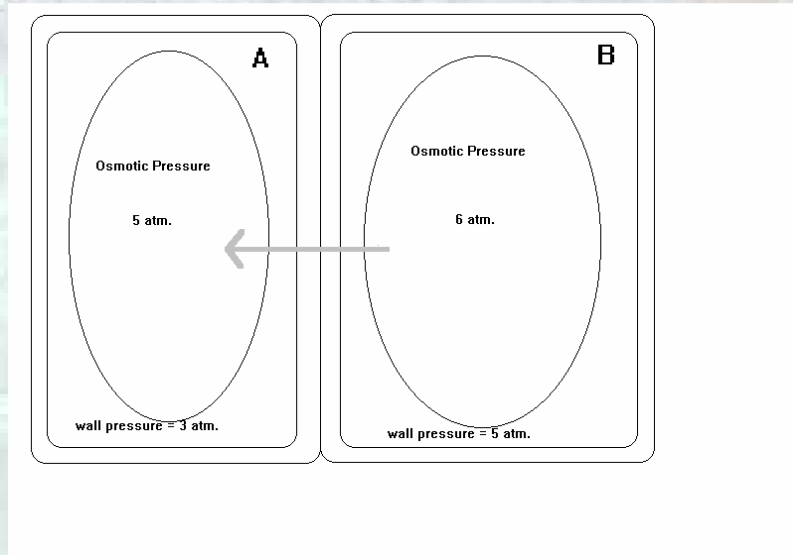 A
Osmotic Pressure
5 atm.
wall pressure = 3 atm.
B
Osmotic Pressure
6 atm.
wall pressure = 5 atm.